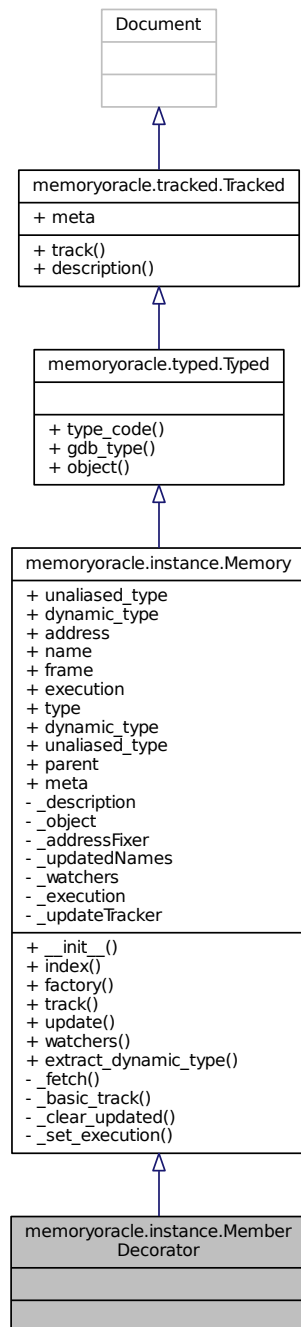 Document
memoryoracle.tracked.Tracked
+ meta
+ track()
+ description()
memoryoracle.typed.Typed
+ type_code()
+ gdb_type()
+ object()
memoryoracle.instance.Memory
+ unaliased_type
+ dynamic_type
+ address
+ name
+ frame
+ execution
+ type
+ dynamic_type
+ unaliased_type
+ parent
+ meta
- _description
- _object
- _addressFixer
- _updatedNames
- _watchers
- _execution
- _updateTracker
+ __init__()
+ index()
+ factory()
+ track()
+ update()
+ watchers()
+ extract_dynamic_type()
- _fetch()
- _basic_track()
- _clear_updated()
- _set_execution()
memoryoracle.instance.Member
Decorator